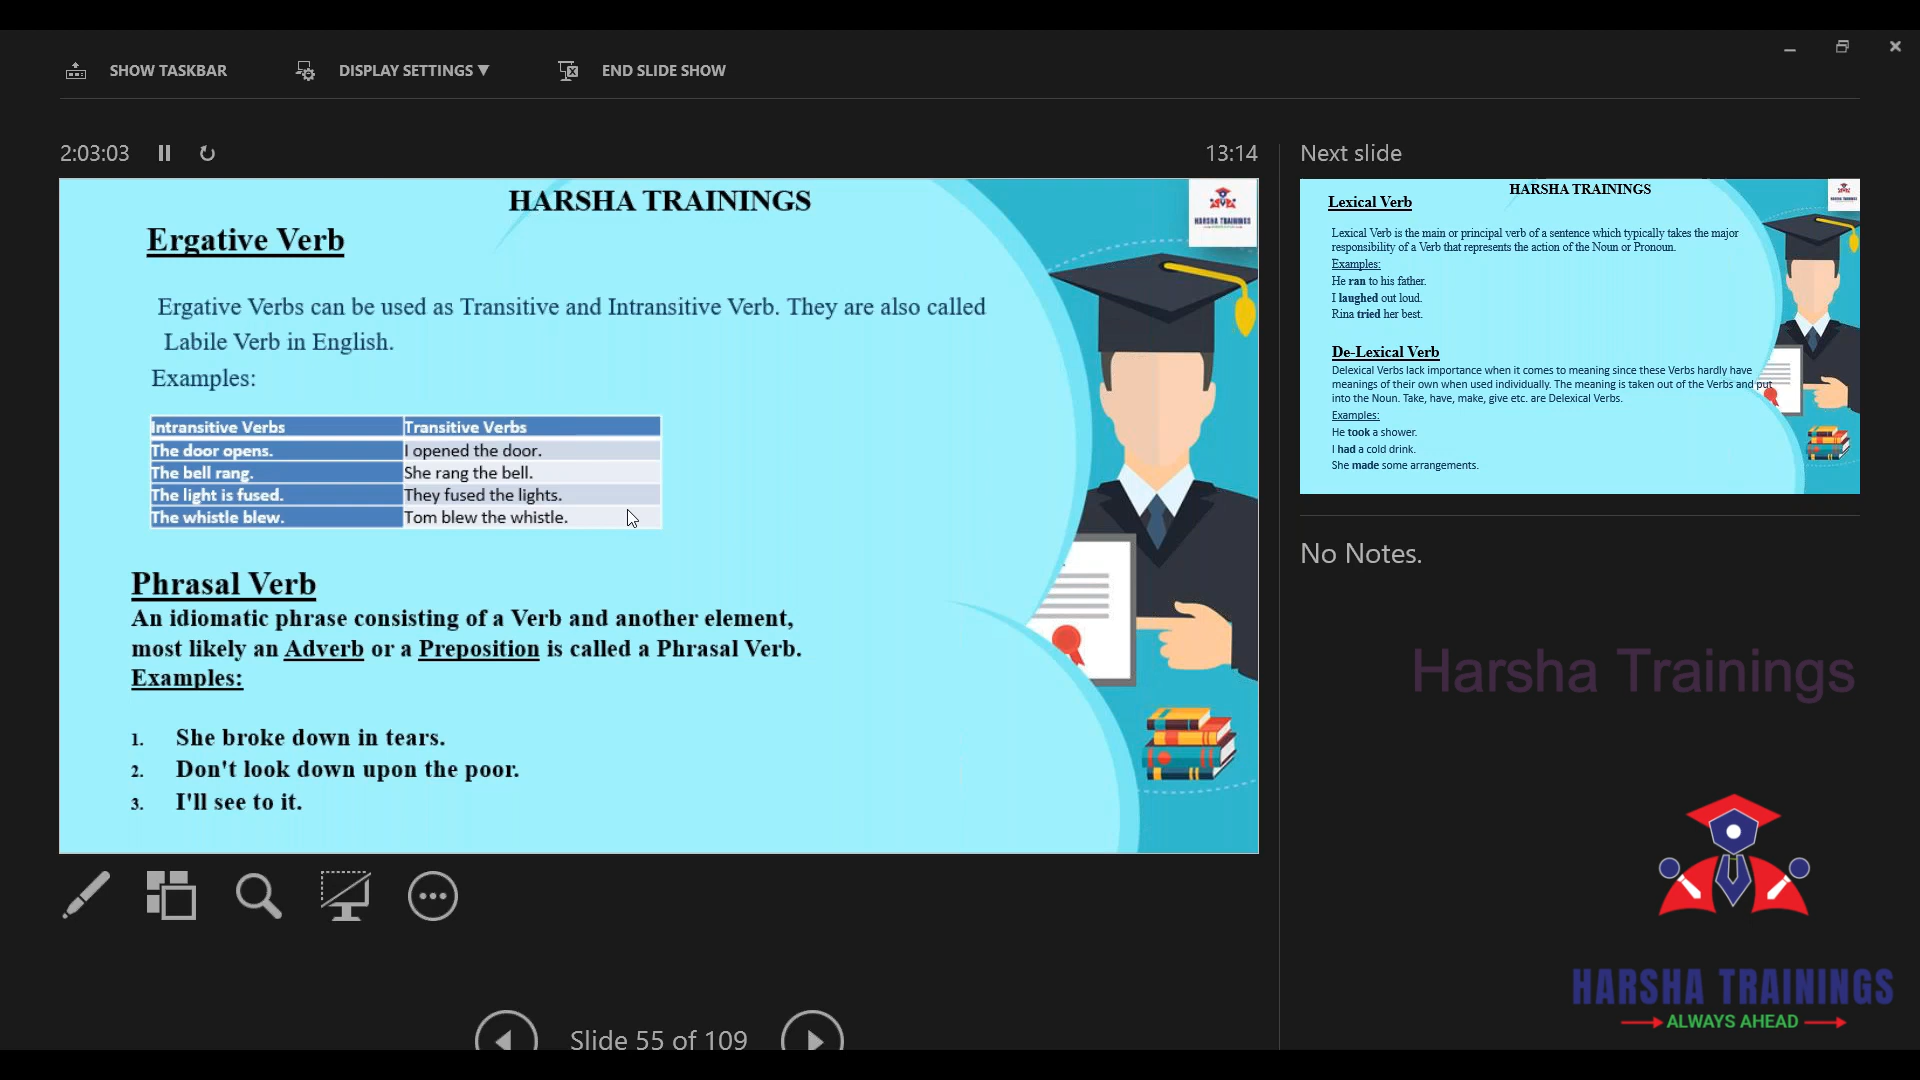 SHOW TASKBAR
DISPLAY SETTINGS ▼
END SLIDE SHOW
2:03:03
13:14
HARSHA TRAININGS
HARSHA TRAININGS
Ergative Verb
Ergative Verbs can be used as Transitive and Intransitive Verb. They are also called
Labile Verb in English.
Examples:
Intransitive Verbs Transitive Verbs
The door opens. I opened the door.
The bell rang. She rang the bell.
The light is fused. They fused the lights.
The whistle blew. Tom blew the whistle.
Phrasal Verb
An idiomatic phrase consisting of a Verb and another element,
most likely an Adverb or a Preposition is called a Phrasal Verb.
Examples:
1. She broke down in tears.
2. Don't look down upon the poor.
3. I'll see to it.
Slide 55 of 109
Next slide
HARSHA TRAININGS
Lexical Verb
Lexical Verb is the main or principal verb of a sentence which typically takes the major
responsibility of a Verb that represents the action of the Noun or Pronoun.
Examples:
He ran to his father.
I laughed out loud.
Rina tried her best.
De-Lexical Verb
Delexical Verbs lack importance when it comes to meaning since these Verbs hardly have
meanings of their own when used individually. The meaning is taken out of the Verbs and put
into the Noun. Take, have, make, give etc. are Delexical Verbs.
Examples:
He took a shower.
I had a cold drink.
She made some arrangements.
No Notes.
Harsha Trainings
HARSHA TRAININGS
ALWAYS AHEAD